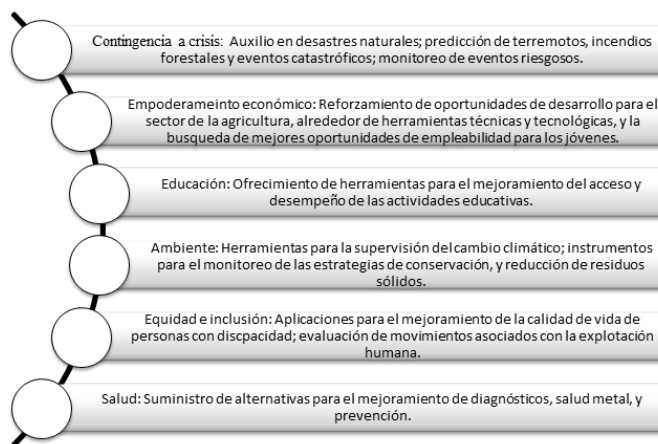 Contingencia a crisis: Auxilio en desastres naturales; predicción de terremotos, incendios
forestales y eventos catastróficos; monitoreo de eventos riesgosos.
Empoderameinto económico: Reforzamiento de oportunidades de desarrollo para el
sector de la agricultura, alrededor de herramientas técnicas y tecnológicas, y la
busqueda de mejores oportunidades de empleabilidad para los jóvenes.
Educación: Ofrecimiento de herramientas para el mejoramiento del acceso y
desempeño de las actividades educativas.
Ambiente: Herramientas para la supervisión del cambio climático; instrumentos
para el monitoreo de las estrategias de conservación, y reducción de residuos
sólidos.
Equidad e inclusión: Aplicaciones para el mejoramiento de la calidad de vida de
personas con discpacidad; evaluación de movimientos asociados con la explotación
humana.
Salud: Suministro de alternativas para el mejoramiento de diagnósticos, salud metal, y
prevención.